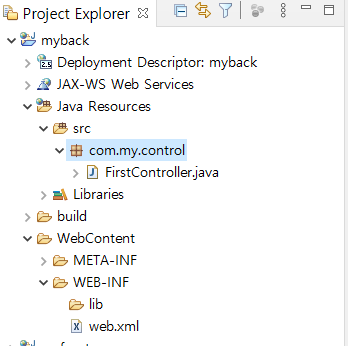 Project Explorer
myback
Deployment Descriptor: myback
JAX-WS Web Services
Java Resources
src
com.my.control
FirstController.java
Libraries
build
WebContent
META-INF
WEB-INF
lib
web.xml